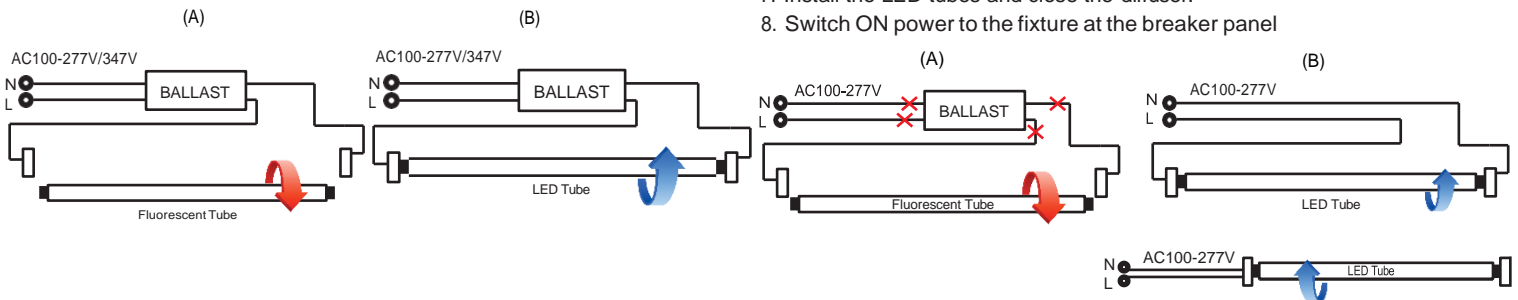 (A)
AC100-277V/347V
N
L
BALLAST
Fluorescent Tube
(B)
AC100-277V/347V
N
L
BALLAST
LED Tube
8. Switch ON power to the fixture at the breaker panel
(A)
AC100-277V
N
L
BALLAST
Fluorescent Tube
(B)
AC100-277V
N
L
LED Tube
AC100-277V
N
L
LED Tube